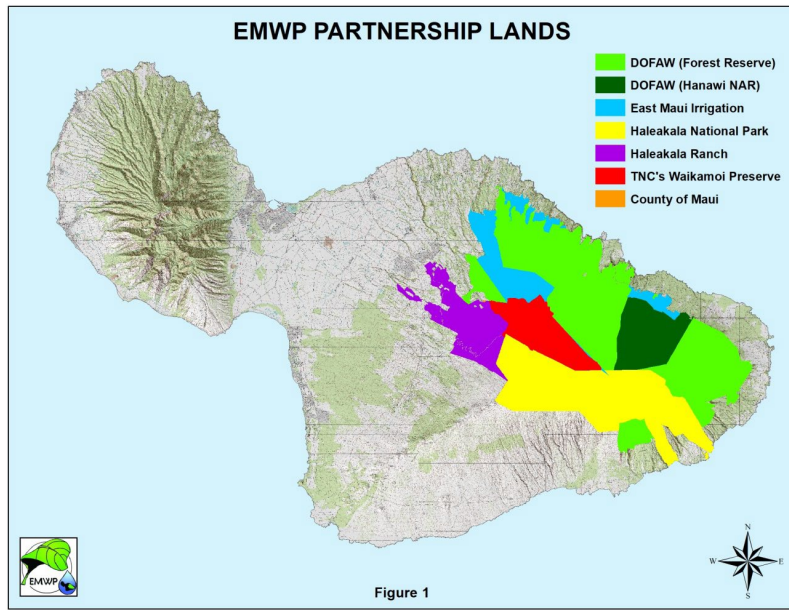 EMWP PARTNERSHIP LANDS
DOFAW (Forest Reserve)
DOFAW (Hanawi NAR)
East Maui Irrigation
Haleakala National Park
Haleakala Ranch
TNC's Waikamoi Preserve
County of Maui
EMWP
Figure 1
N
W
E
S